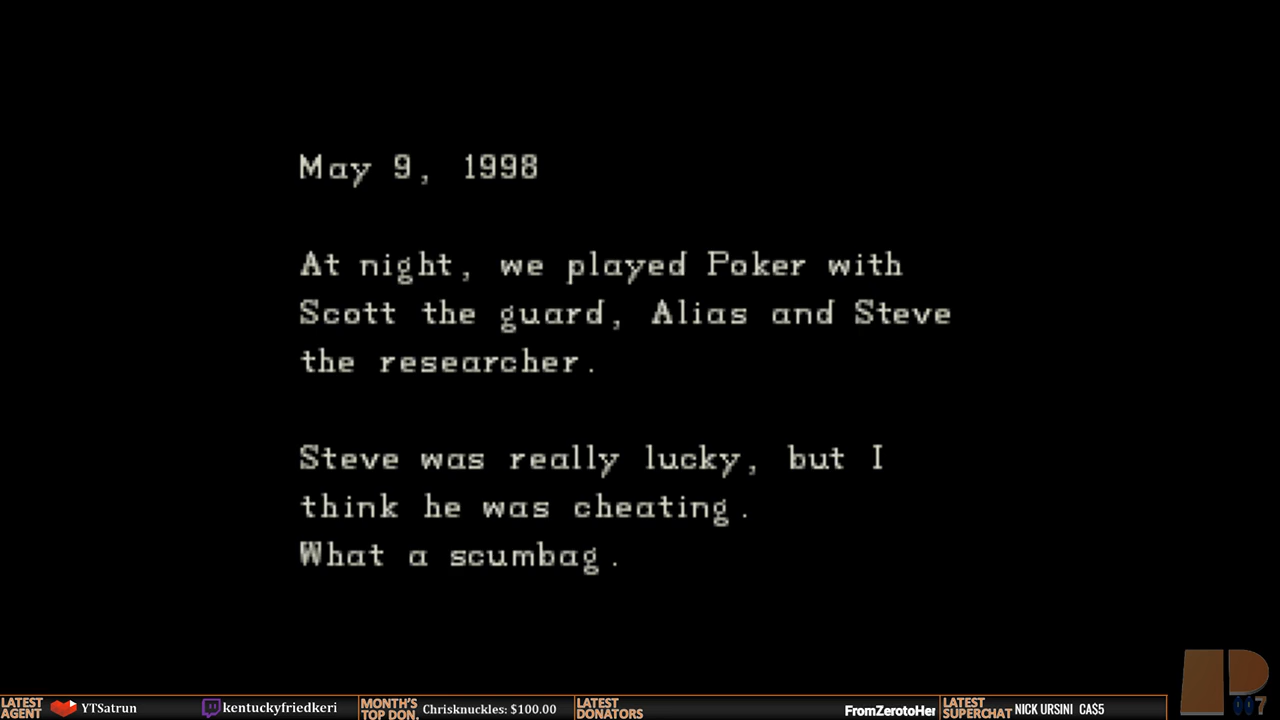 May 9, 1998
At night, we played Poker with
Scott the guard, Alias and Steve
the researcher.
Steve was really lucky, but I
think he was cheating.
What a scumbag.
LATEST AGENT YTSatrun kentuckyfriedkeri MONTH'S TOP DON. Chrisknuckles: $100.00 LATEST DONATORS FromZerotoHer LATEST SUPERCHAT NICK URSINI CA$5
P 007